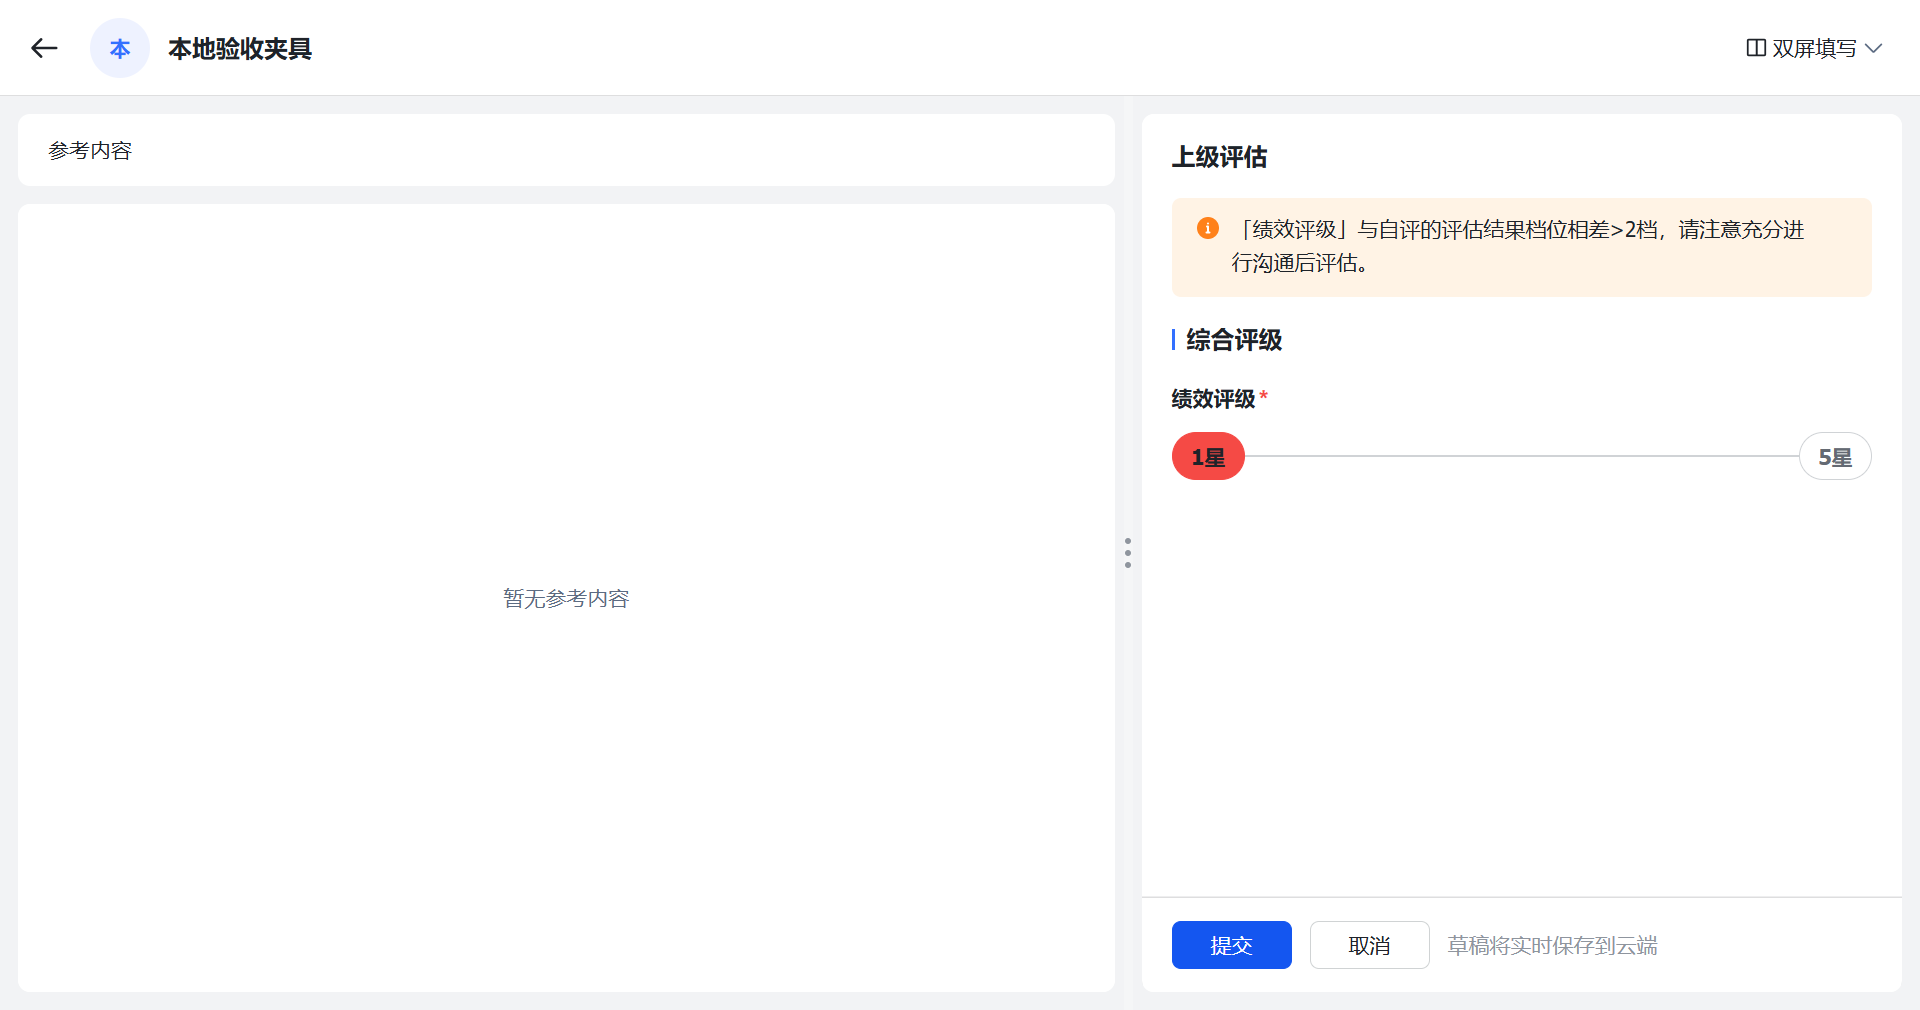 本
本地验收夹具
双屏填写
参考内容
暂无参考内容
上级评估
「绩效评级」与自评的评估结果档位相差>2档，请注意充分进
行沟通后评估。
综合评级
绩效评级*
1星
5星
提交
取消
草稿将实时保存到云端